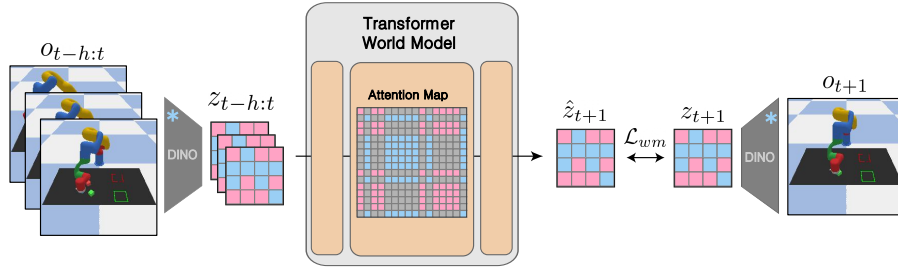 o_{t-h:t}
DINO
z_{t-h:t}
Transformer
World Model
Attention Map
ẑ_{t+1}
ℒ_{wm}
z_{t+1}
DINO
o_{t+1}